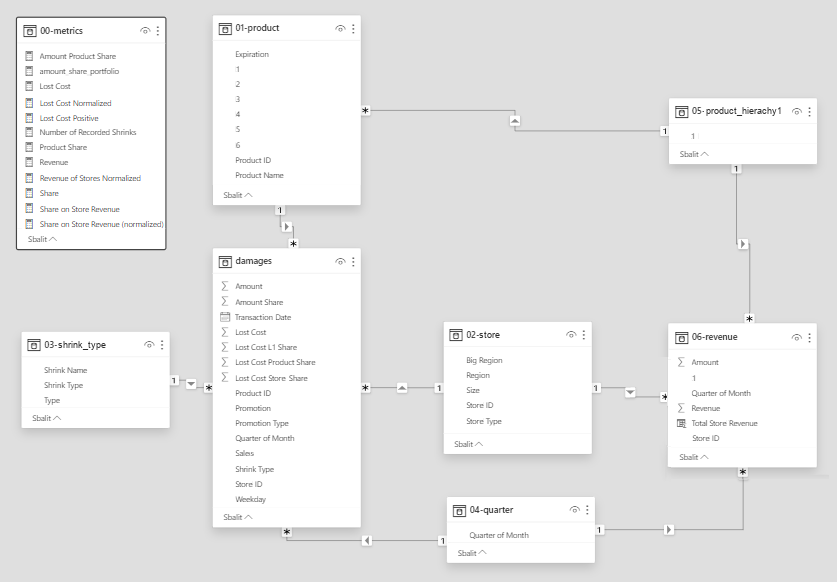 00-metrics
Amount Product Share
amount_share_portfolio
Lost Cost
Lost Cost Normalized
Lost Cost Positive
Number of Recorded Shrinks
Product Share
Revenue
Revenue of Stores Normalized
Share
Share on Store Revenue
Share on Store Revenue (normalized)
Sbalit
01-product
Expiration
1
2
3
4
5
6
Product ID
Product Name
Sbalit
*
1
05-product_hierachy1
1
Sbalit
1
*
1
*
damages
Amount
Amount Share
Transaction Date
Lost Cost
Lost Cost L1 Share
Lost Cost Product Share
Lost Cost Store Share
Product ID
Promotion
Promotion Type
Quarter of Month
Sales
Shrink Type
Store ID
Weekday
Sbalit
03-shrink_type
Shrink Name
Shrink Type
Type
Sbalit
1
*
*
1
02-store
Big Region
Region
Size
Store ID
Store Type
Sbalit
1
*
06-revenue
Amount
1
Quarter of Month
Revenue
Total Store Revenue
Store ID
Sbalit
*
1
04-quarter
Quarter of Month
Sbalit
1
*